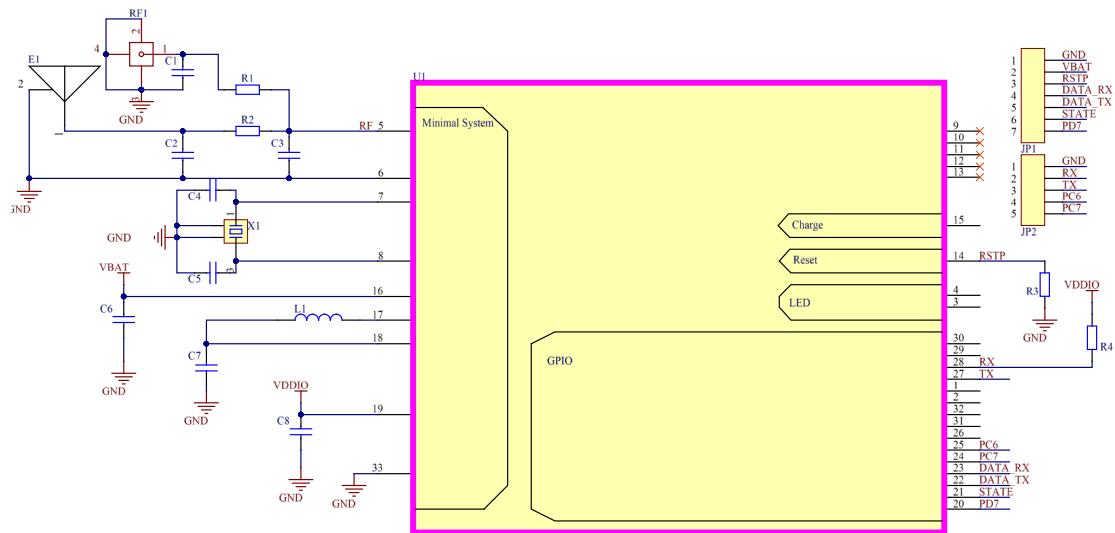 RF1
2
4
1
C1
3
GND
E1
2
1
R1
R2
C2
C3
GND
RF 5
6
7
8
C4
1
X1
3
C5
GND
VBAT
C6
GND
16
L1
17
18
C7
GND
VDDIO
C8
GND
19
33
GND
U1
Minimal System
Charge
Reset
LED
GPIO
9
10
11
12
13
15
14 RSTP
4
3
30
29
28 RX
27 TX
1
2
32
31
26
25 PC6
24 PC7
23 DATA_RX
22 DATA_TX
21 STATE
20 PD7
R3
GND
VDDIO
R4
1 GND
2 VBAT
3 RSTP
4 DATA_RX
5 DATA_TX
6 STATE
7 PD7
JP1
1 GND
2 RX
3 TX
4 PC6
5 PC7
JP2